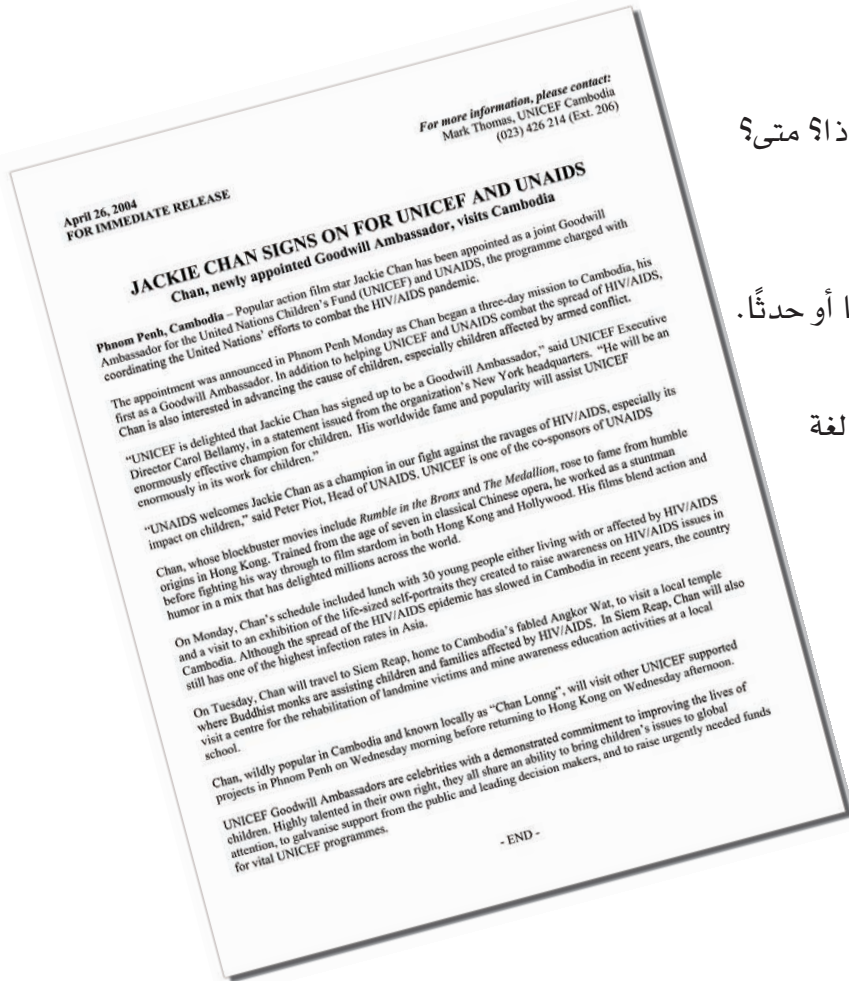 For more information, please contact:
Mark Thomas, UNICEF Cambodia
(023) 426 214 (Ext. 206)
April 26, 2004
FOR IMMEDIATE RELEASE
JACKIE CHAN SIGNS ON FOR UNICEF AND UNAIDS
Chan, newly appointed Goodwill Ambassador, visits Cambodia
Phnom Penh, Cambodia – Popular action film star Jackie Chan has been appointed as a joint Goodwill
Ambassador for the United Nations Children's Fund (UNICEF) and UNAIDS, the programme charged with
coordinating the United Nations' efforts to combat the HIV/AIDS pandemic.
The appointment was announced in Phnom Penh Monday as Chan began a three-day mission to Cambodia, his
first as a Goodwill Ambassador. In addition to helping UNICEF and UNAIDS combat the spread of HIV/AIDS,
Chan is also interested in advancing the cause of children, especially children affected by armed conflict.
“UNICEF is delighted that Jackie Chan has signed up to be a Goodwill Ambassador,” said UNICEF Executive
Director Carol Bellamy, in a statement issued from the organization's New York headquarters. “He will be an
enormously effective champion for children. His worldwide fame and popularity will assist UNICEF
enormously in its work for children.”
“UNAIDS welcomes Jackie Chan as a champion in our fight against the ravages of HIV/AIDS, especially its
impact on children,” said Peter Piot, Head of UNAIDS. UNICEF is one of the co-sponsors of UNAIDS
Chan, whose blockbuster movies include Rumble in the Bronx and The Medallion, rose to fame from humble
origins in Hong Kong. Trained from the age of seven in classical Chinese opera, he worked as a stuntman
before fighting his way through to film stardom in both Hong Kong and Hollywood. His films blend action and
humor in a mix that has delighted millions across the world.
On Monday, Chan's schedule included lunch with 30 young people either living with or affected by HIV/AIDS
and a visit to an exhibition of the life-sized self-portraits they created to raise awareness on HIV/AIDS issues in
Cambodia. Although the spread of the HIV/AIDS epidemic has slowed in Cambodia in recent years, the country
still has one of the highest infection rates in Asia.
On Tuesday, Chan will travel to Siem Reap, home to Cambodia's fabled Angkor Wat, to visit a local temple
where Buddhist monks are assisting children and families affected by HIV/AIDS. In Siem Reap, Chan will also
visit a centre for the rehabilitation of landmine victims and mine awareness education activities at a local
school.
Chan, wildly popular in Cambodia and known locally as “Chan Lonng”, will visit other UNICEF supported
projects in Phnom Penh on Wednesday morning before returning to Hong Kong on Wednesday afternoon.
UNICEF Goodwill Ambassadors are celebrities with a demonstrated commitment to improving the lives of
children. Highly talented in their own right, they all share an ability to bring children's issues to global
attention, to galvanise support from the public and leading decision makers, and to raise urgently needed funds
for vital UNICEF programmes.
- END -
ذا؟ متى؟
ا أو حدثًا.
لغة